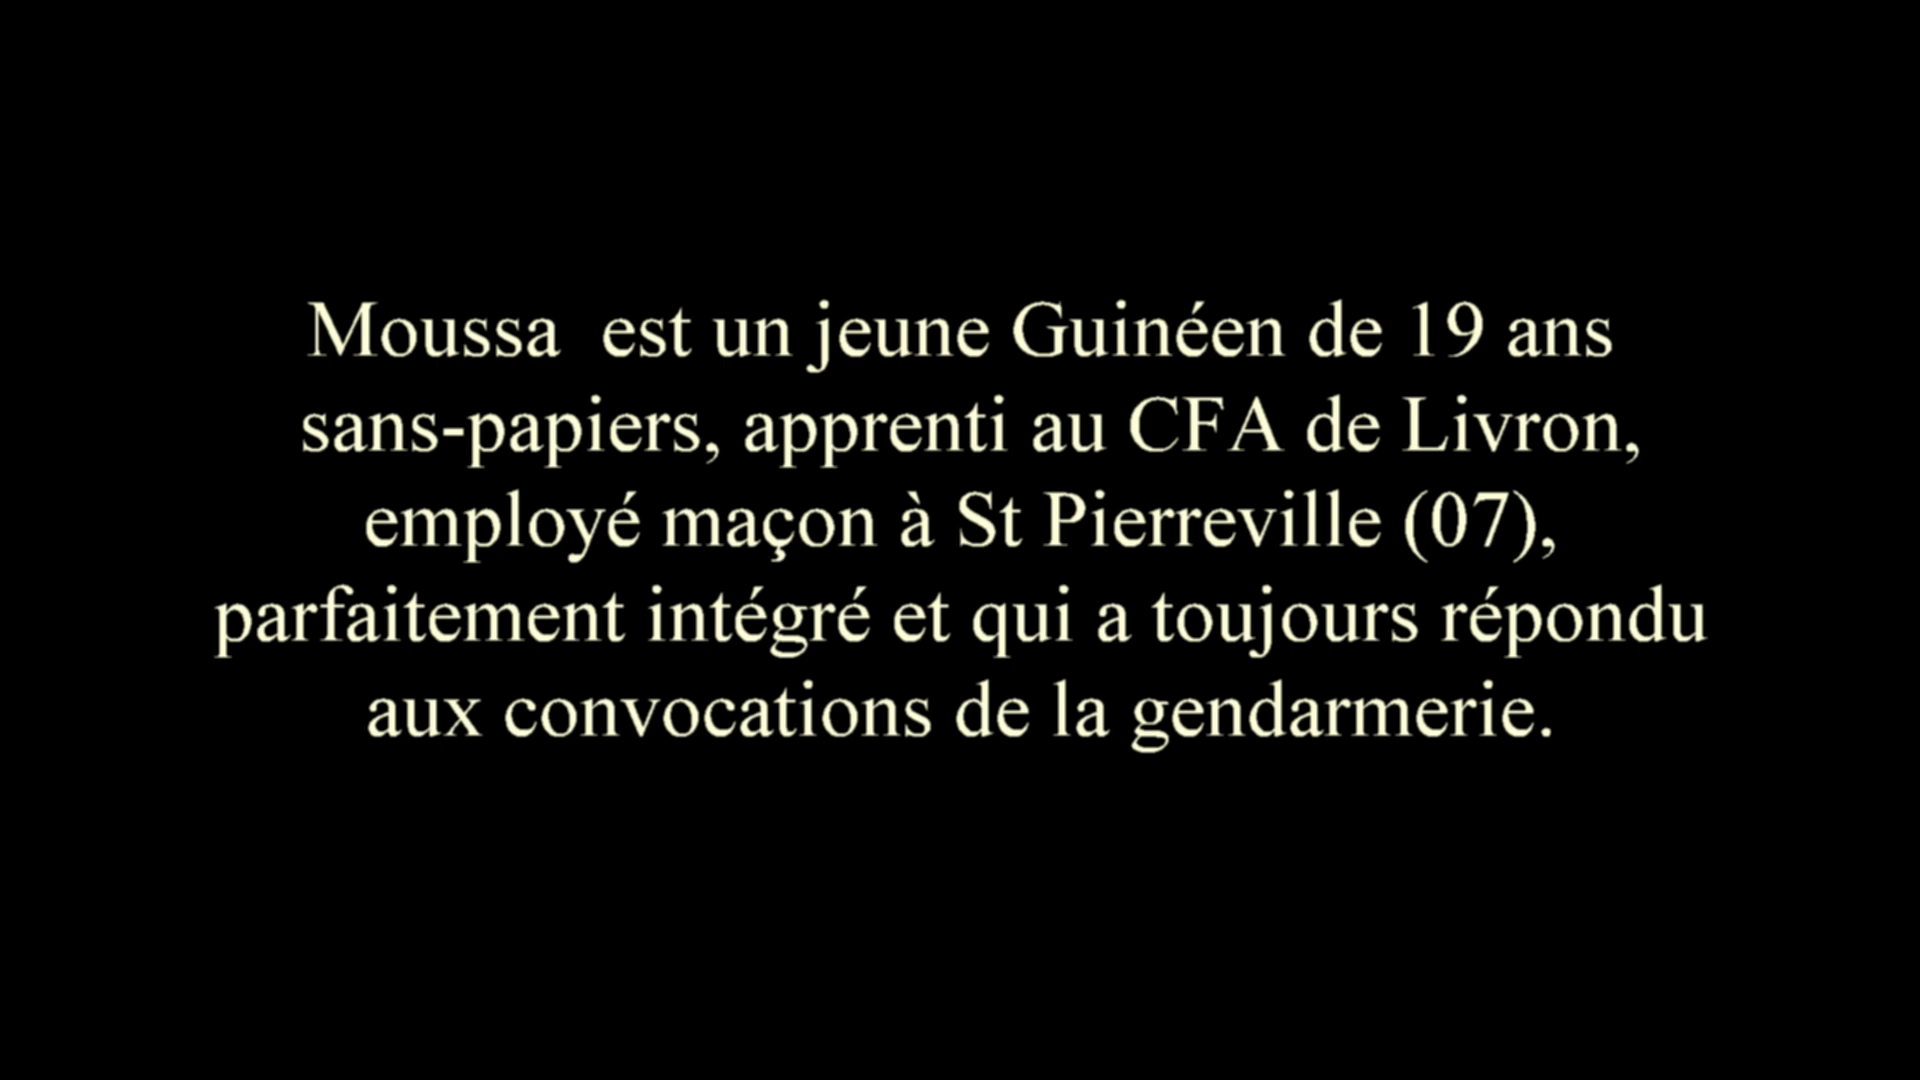 Moussa  est un jeune Guinéen de 19 ans
sans-papiers, apprenti au CFA de Livron,
employé maçon à St Pierreville (07),
parfaitement intégré et qui a toujours répondu
aux convocations de la gendarmerie.